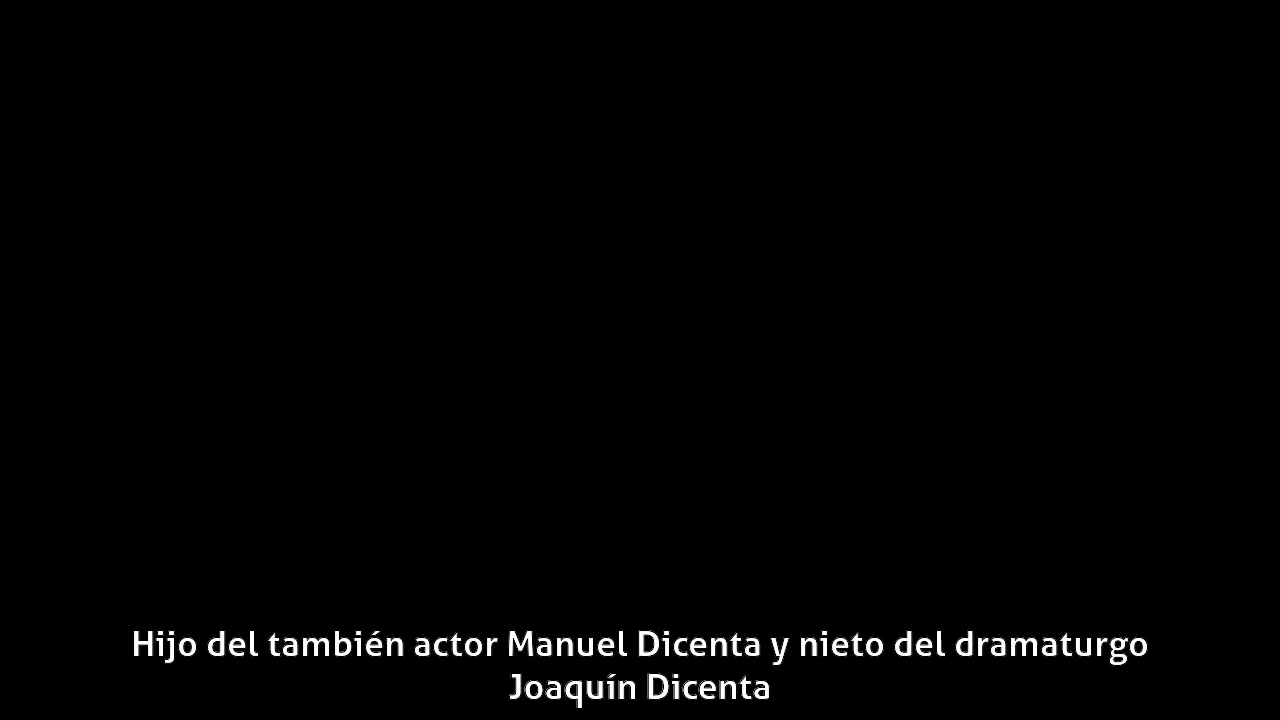 Hijo del también actor Manuel Dicenta y nieto del dramaturgo
Joaquín Dicenta